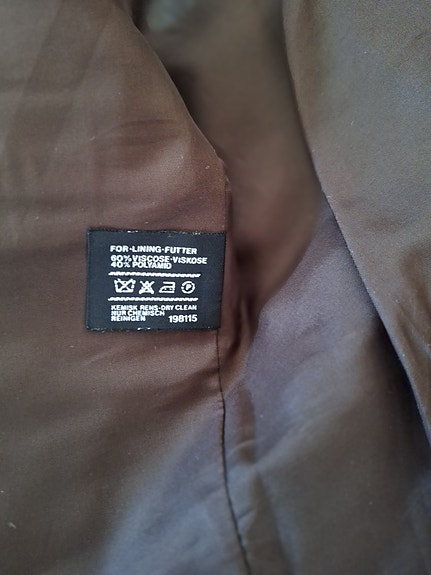 FOR-LINING-FUTTER
60% VISCOSE-VISKOSE
40% POLYAMID
P
KEMISK RENS-DRY CLEAN
NUR CHEMISCH
REINIGEN 198115